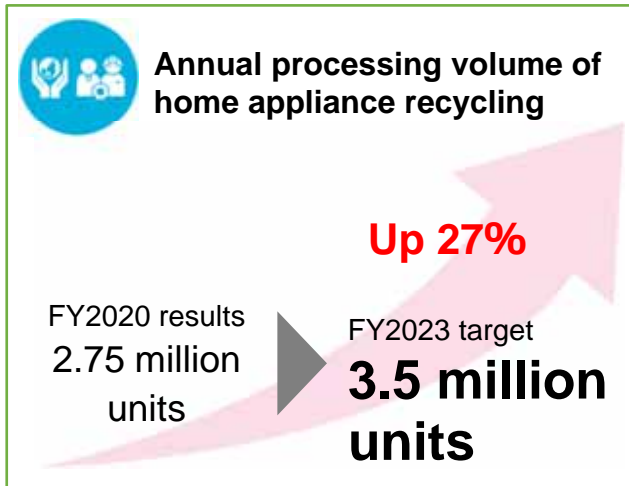 Annual processing volume of
home appliance recycling
Up 27%
FY2020 results
2.75 million
units
FY2023 target
3.5 million
units